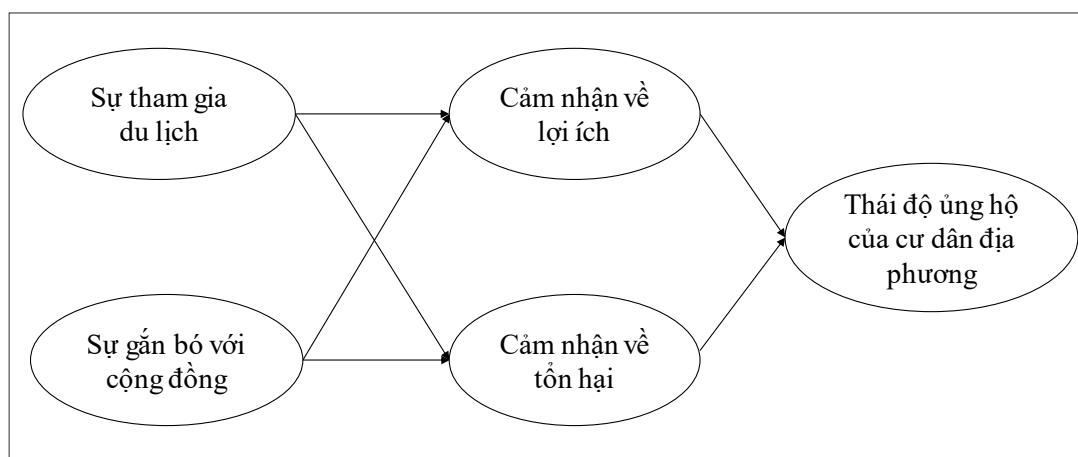 Sự tham gia
du lịch
Cảm nhận về
lợi ích
Thái độ ủng hộ
của cư dân địa
phương
Sự gắn bó với
cộng đồng
Cảm nhận về
tổn hại